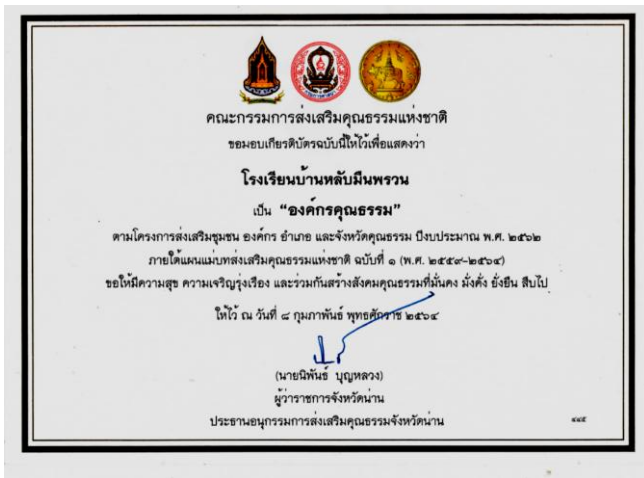 คณะกรรมการส่งเสริมคุณธรรมแห่งชาติ
ขอมอบเกียรติบัตรฉบับนี้ให้ไว้เพื่อแสดงว่า
โรงเรียนบ้านหลับมืนพรวน
เป็น “องค์กรคุณธรรม”
ตามโครงการส่งเสริมชุมชน องค์กร อำเภอ และจังหวัดคุณธรรม ปีงบประมาณ พ.ศ. ๒๕๖๒
ภายใต้แผนแม่บทส่งเสริมคุณธรรมแห่งชาติ ฉบับที่ ๑ (พ.ศ. ๒๕๕๙-๒๕๖๔)
ขอให้มีความสุข ความเจริญรุ่งเรือง และร่วมกันสร้างสังคมคุณธรรมที่มั่นคง มั่งคั่ง ยั่งยืน สืบไป
ให้ไว้ ณ วันที่ ๘ กุมภาพันธ์ พุทธศักราช ๒๕๖๔
(นายนิพันธ์ บุญหลวง)
ผู้ว่าราชการจังหวัดน่าน
ประธานอนุกรรมการส่งเสริมคุณธรรมจังหวัดน่าน